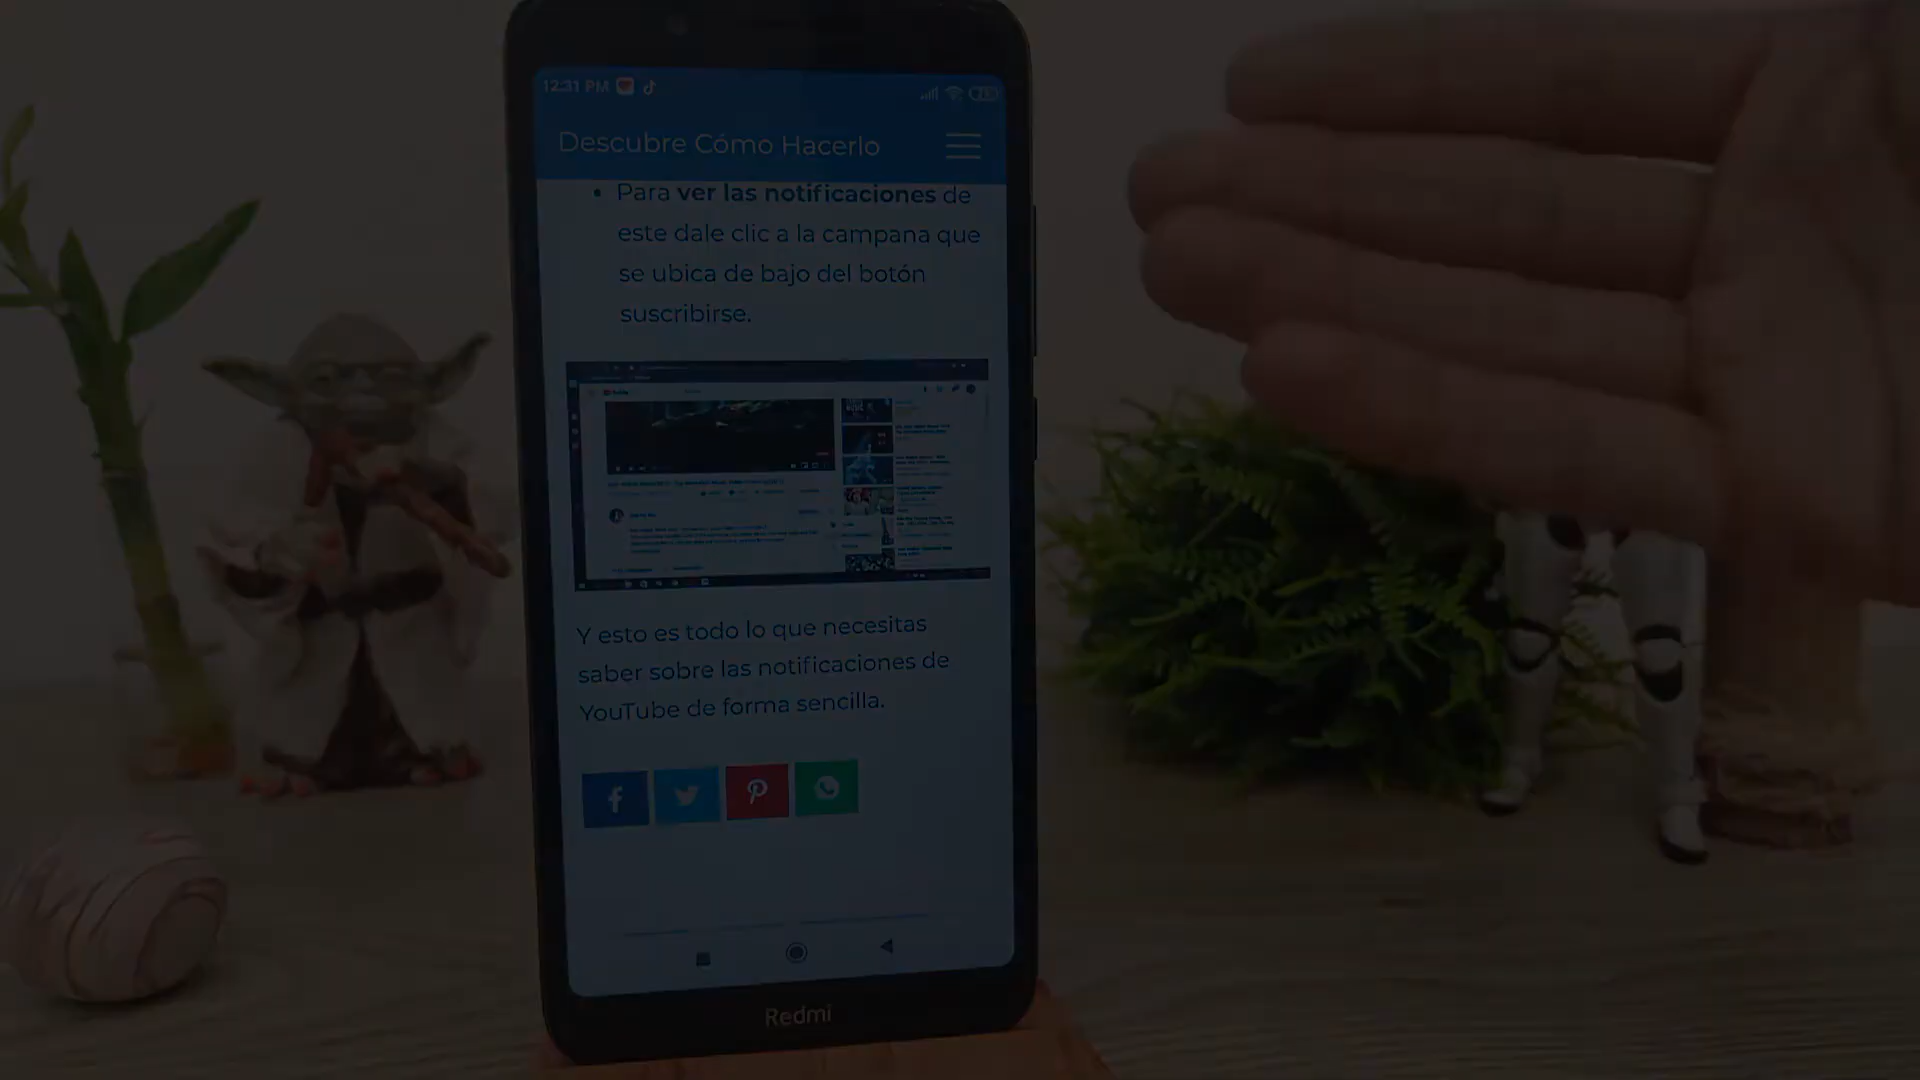 12:31 PM
Descubre Cómo Hacerlo
• Para ver las notificaciones de
este dale clic a la campana que
se ubica de bajo del botón
suscribirse.
Y esto es todo lo que necesitas
saber sobre las notificaciones de
YouTube de forma sencilla.
Redmi